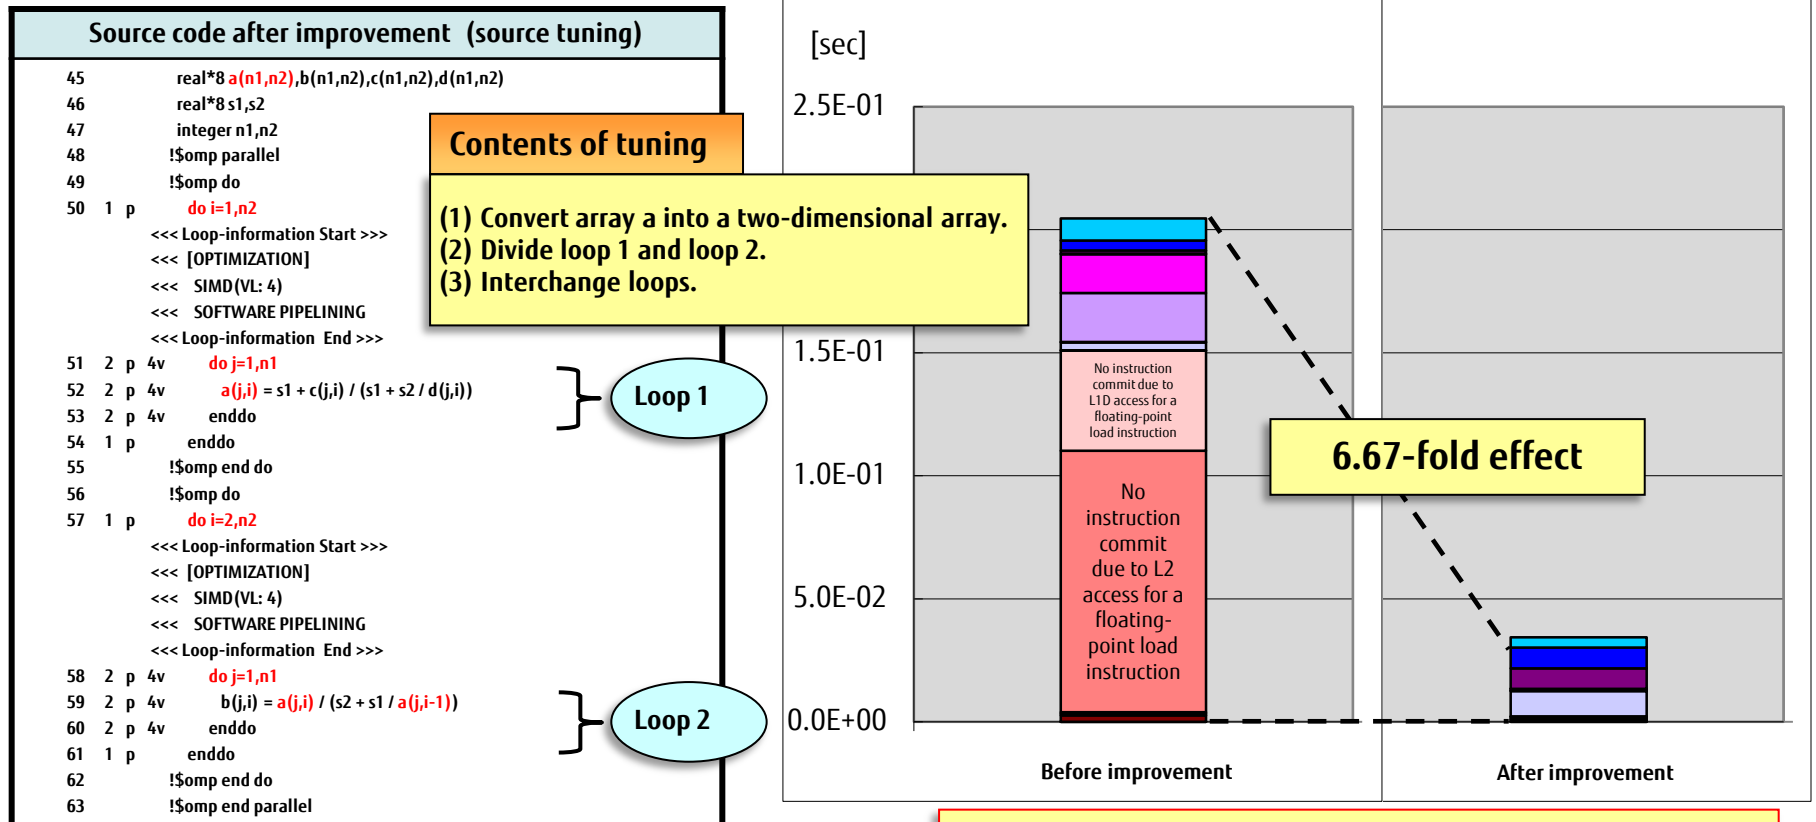 Source code after improvement (source tuning)
45 real*8 a(n1,n2),b(n1,n2),c(n1,n2),d(n1,n2)
46 real*8 s1,s2
47 integer n1,n2
48 !$omp parallel
49 !$omp do
50 1 p do i=1,n2
<<< Loop-information Start >>>
<<< [OPTIMIZATION]
<<< SIMD(VL: 4)
<<< SOFTWARE PIPELINING
<<< Loop-information End >>>
51 2 p 4v do j=1,n1
52 2 p 4v a(j,i) = s1 + c(j,i) / (s1 + s2 / d(j,i))
53 2 p 4v enddo
54 1 p enddo
55 !$omp end do
56 !$omp do
57 1 p do i=2,n2
<<< Loop-information Start >>>
<<< [OPTIMIZATION]
<<< SIMD(VL: 4)
<<< SOFTWARE PIPELINING
<<< Loop-information End >>>
58 2 p 4v do j=1,n1
59 2 p 4v b(j,i) = a(j,i) / (s2 + s1 / a(j,i-1))
60 2 p 4v enddo
61 1 p enddo
62 !$omp end do
63 !$omp end parallel
Loop 1
Loop 2
Contents of tuning
(1) Convert array a into a two-dimensional array.
(2) Divide loop 1 and loop 2.
(3) Interchange loops.
[sec]
2.5E-01
1.5E-01
1.0E-01
5.0E-02
0.0E+00
No instruction
commit due to
L1D access for a
floating-point
load instruction
No
instruction
commit
due to L2
access for a
floating-
point load
instruction
6.67-fold effect
Before improvement
After improvement